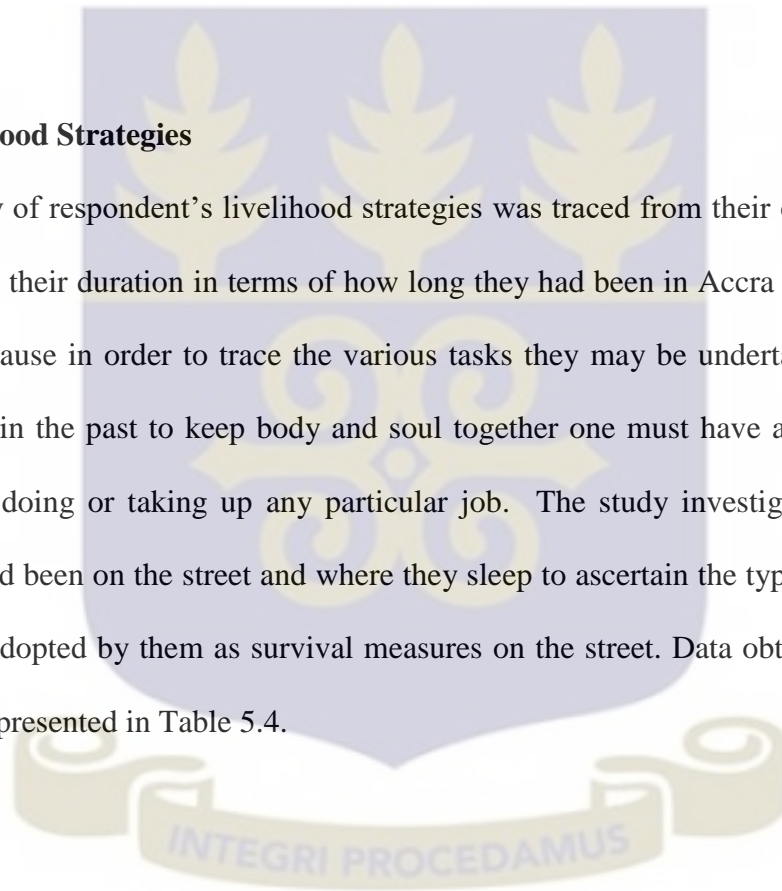 ood Strategies
of respondent’s livelihood strategies was traced from their
their duration in terms of how long they had been in Accra
ause in order to trace the various tasks they may be undert
in the past to keep body and soul together one must have a
doing or taking up any particular job. The study investig
d been on the street and where they sleep to ascertain the typ
dopted by them as survival measures on the street. Data obt
presented in Table 5.4.
INTEGRI PROCEDAMUS